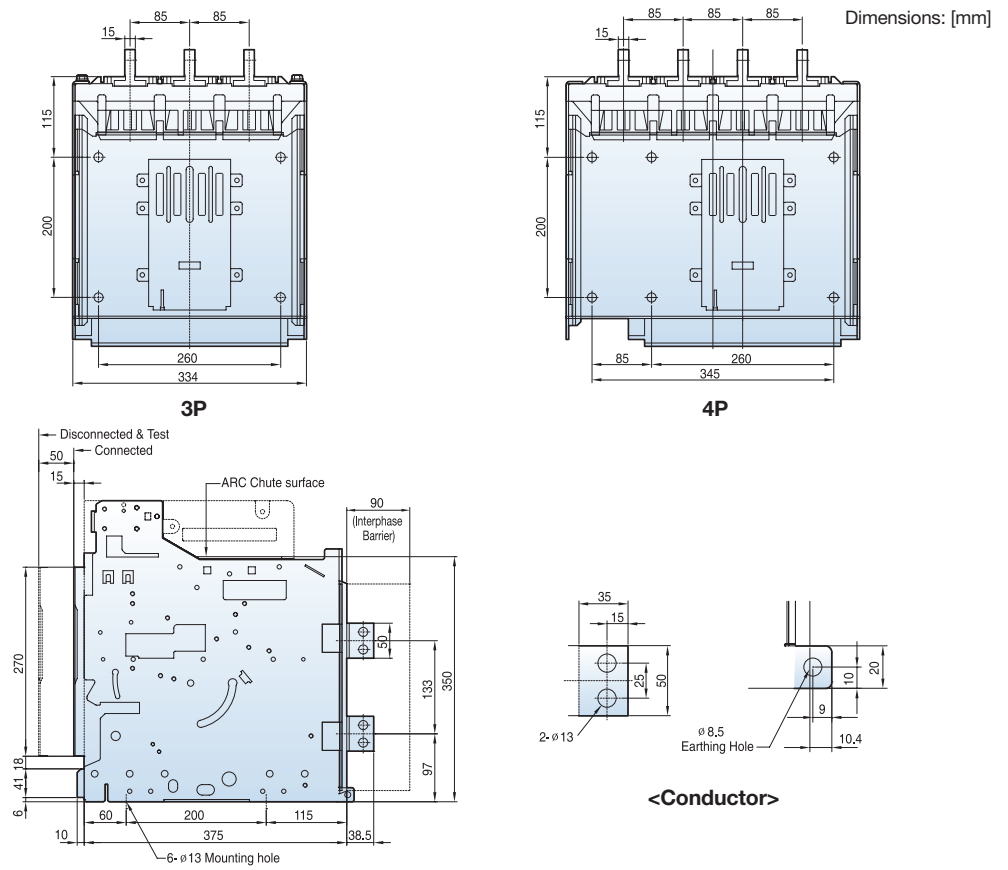 Dimensions: [mm]
85 85
15
115
200
260
334
3P
85 85 85
15
115
200
85 260
345
4P
Disconnected & Test
50 Connected
15
ARC Chute surface
90
(Interphase
Barrier)
270
18
41
6
50
133
350
97
60 200 115
10 375 38.5
6- ø 13 Mounting hole
35
15
25
50
2- ø 13
ø 8.5
Earthing Hole
10
20
9
10.4
<Conductor>